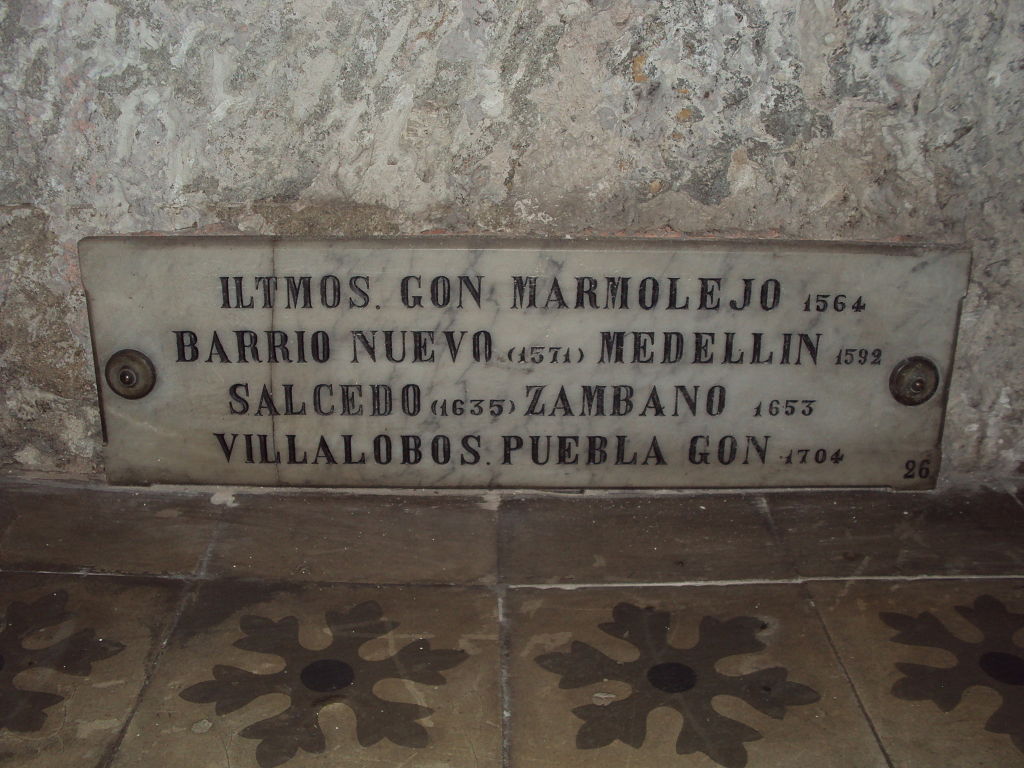 ILTMOS. GON MARMOLEJO 1564
BARRIO NUEVO (1571) MEDELLIN 1592
SALCEDO (1635) ZAMBANO 1653
VILLALOBOS. PUEBLA GON 1704
26